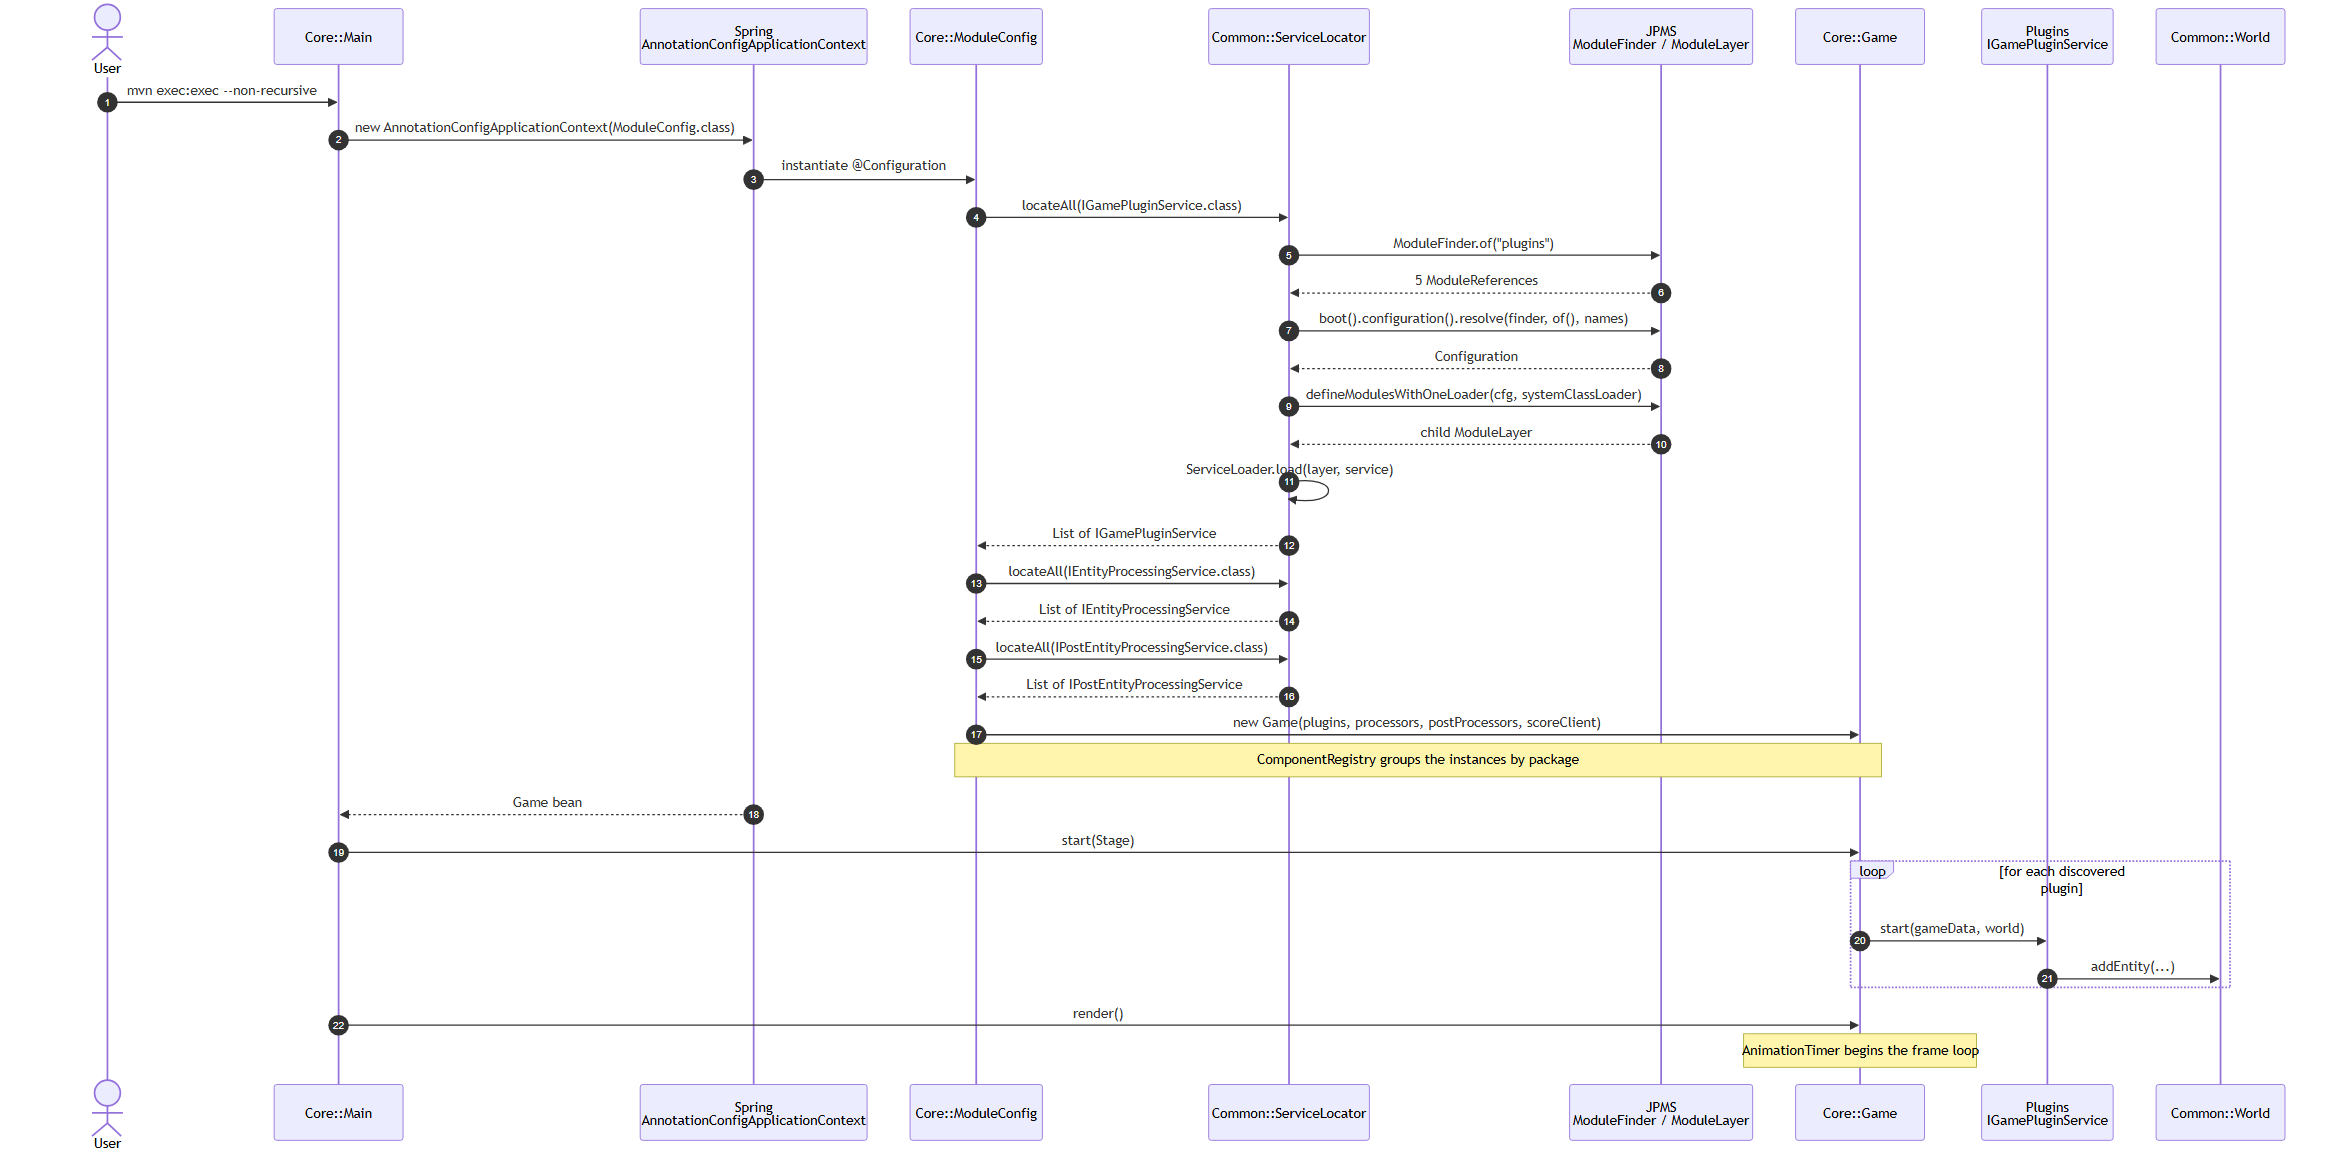 User
Core::Main
Spring
AnnotationConfigApplicationContext
Core::ModuleConfig
Common::ServiceLocator
JPMS
ModuleFinder / ModuleLayer
Core::Game
Plugins
IGamePluginService
Common::World
1
mvn exec:exec --non-recursive
2
new AnnotationConfigApplicationContext(ModuleConfig.class)
3
instantiate @Configuration
4
locateAll(IGamePluginService.class)
5
ModuleFinder.of("plugins")
5 ModuleReferences
6
7
boot().configuration().resolve(finder, of(), names)
Configuration
8
9
defineModulesWithOneLoader(cfg, systemClassLoader)
child ModuleLayer
10
ServiceLoader.load(layer, service)
11
List of IGamePluginService
12
13
locateAll(IEntityProcessingService.class)
List of IEntityProcessingService
14
15
locateAll(IPostEntityProcessingService.class)
List of IPostEntityProcessingService
16
17
new Game(plugins, processors, postProcessors, scoreClient)
ComponentRegistry groups the instances by package
Game bean
18
19
start(Stage)
loop
[for each discovered
plugin]
20
start(gameData, world)
21
addEntity(...)
22
render()
AnimationTimer begins the frame loop
User
Core::Main
Spring
AnnotationConfigApplicationContext
Core::ModuleConfig
Common::ServiceLocator
JPMS
ModuleFinder / ModuleLayer
Core::Game
Plugins
IGamePluginService
Common::World